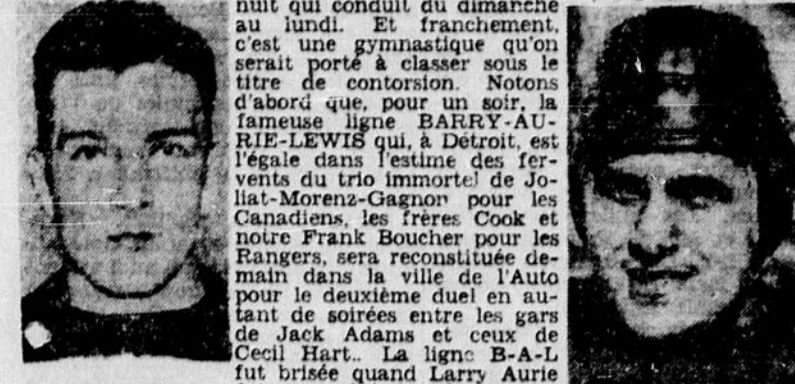 nuit qui conduit du dimanche
au lundi. Et franchement,
c'est une gymnastique qu'on
serait porté à classer sous le
titre de contorsion. Notons
d'abord que, pour un soir, la
fameuse ligne BARRY-AU-
RIE-LEWIS qui, à Détroit, est
l'égale dans l'estime des fer-
vents du trio immortel de Jo-
liat-Morenz-Gagnon pour les
Canadiens, les frères Cook et
notre Frank Boucher pour les
Rangers, sera reconstituée de-
main dans la ville de l'Auto
pour le deuxième duel en au-
tant de soirées entre les gars
de Jack Adams et ceux de
Cecil Hart.. La ligne B-A-L
fut brisée quand Larry Aurie